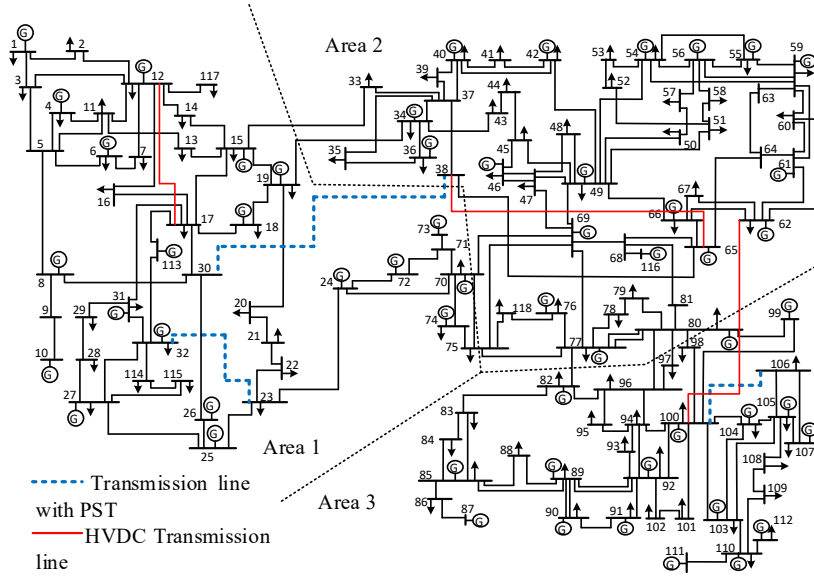 G
1
2
3
G
12
117
G
4
11
14
5
G
6
7
13
15
G
19
G
16
17
G
18
113
G
8
G
30
9
10
G
29
31
G
28
G
32
27
G
114
115
20
21
22
23
26
G
25
G
Area 1
Area 2
33
39
40
G
41
42
G
37
44
43
34
G
35
36
G
38
45
48
G
46
47
49
G
53
54
G
56
G
55
G
59
G
52
57
58
51
50
63
60
64
61
G
67
66
G
62
G
65
G
69
G
68
116
G
73
G
71
24
G
72
G
70
74
G
75
118
76
G
77
G
78
79
81
80
G
98
97
99
G
82
G
96
83
84
85
G
86
87
G
88
89
G
90
G
91
G
95
94
93
92
G
100
G
102
101
104
G
106
105
G
107
G
108
109
103
G
110
G
111
G
112
G
Area 3
Transmission line
with PST
HVDC Transmission
line